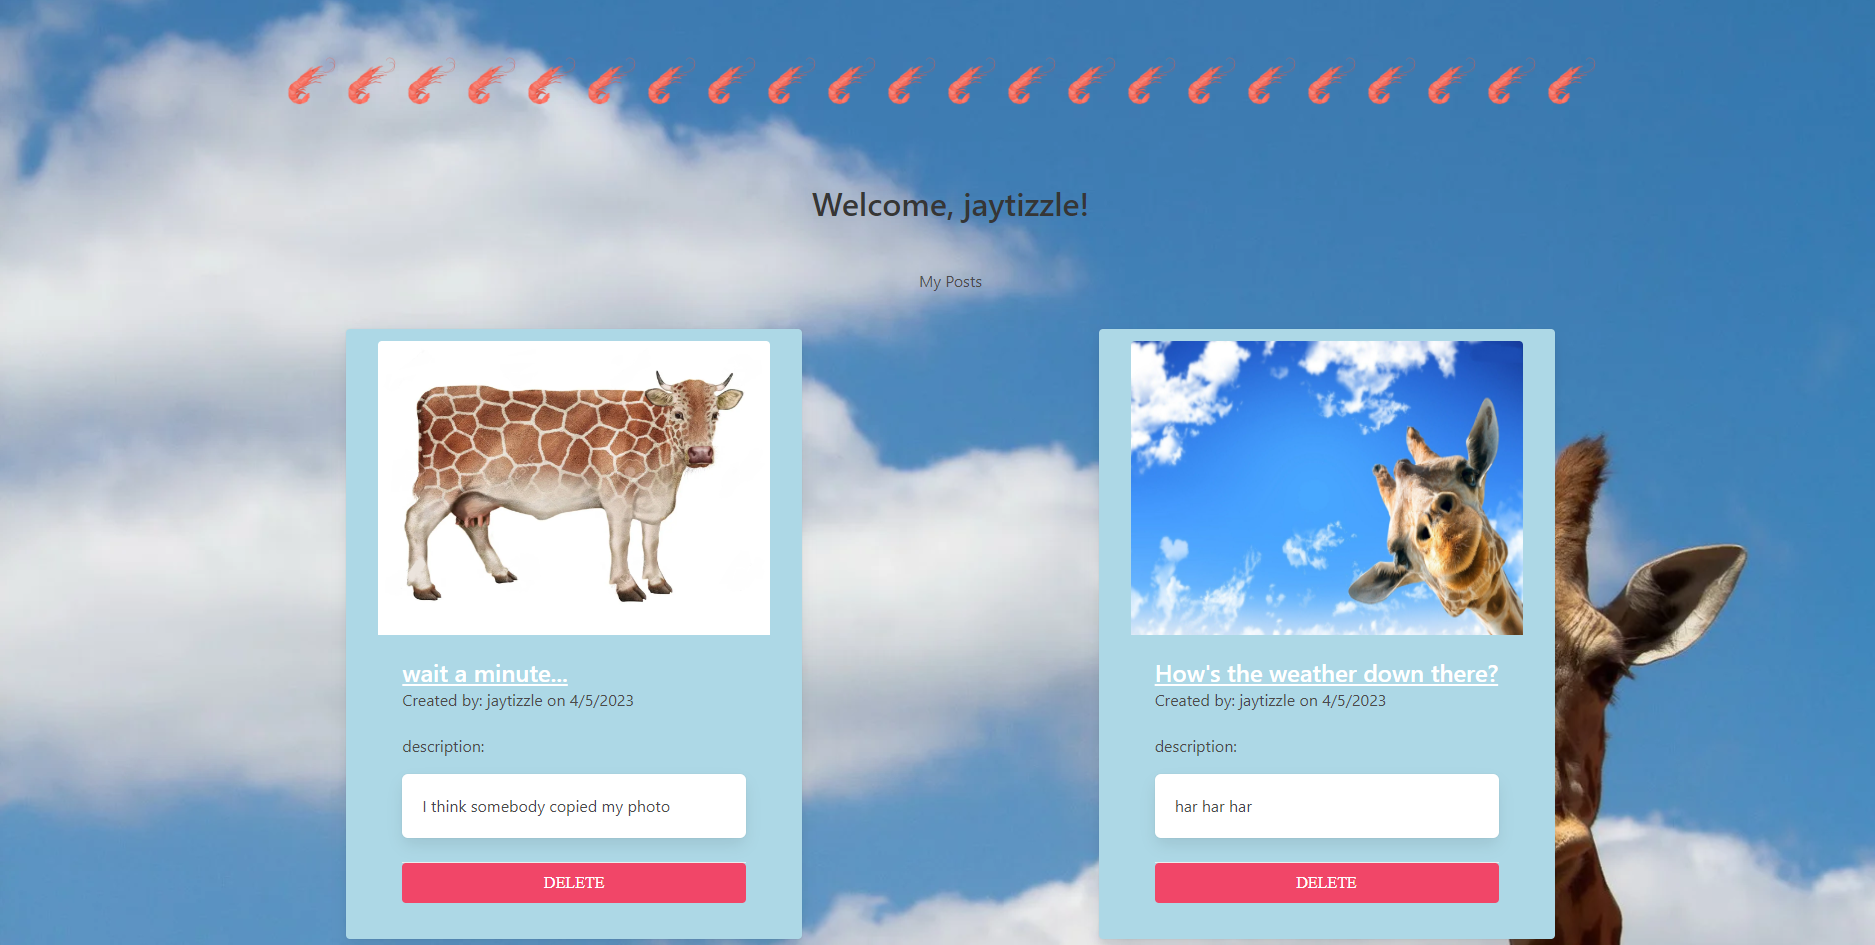 Welcome, jaytizzle!
My Posts
wait a minute...
Created by: jaytizzle on 4/5/2023
description:
I think somebody copied my photo
DELETE
How's the weather down there?
Created by: jaytizzle on 4/5/2023
description:
har har har
DELETE